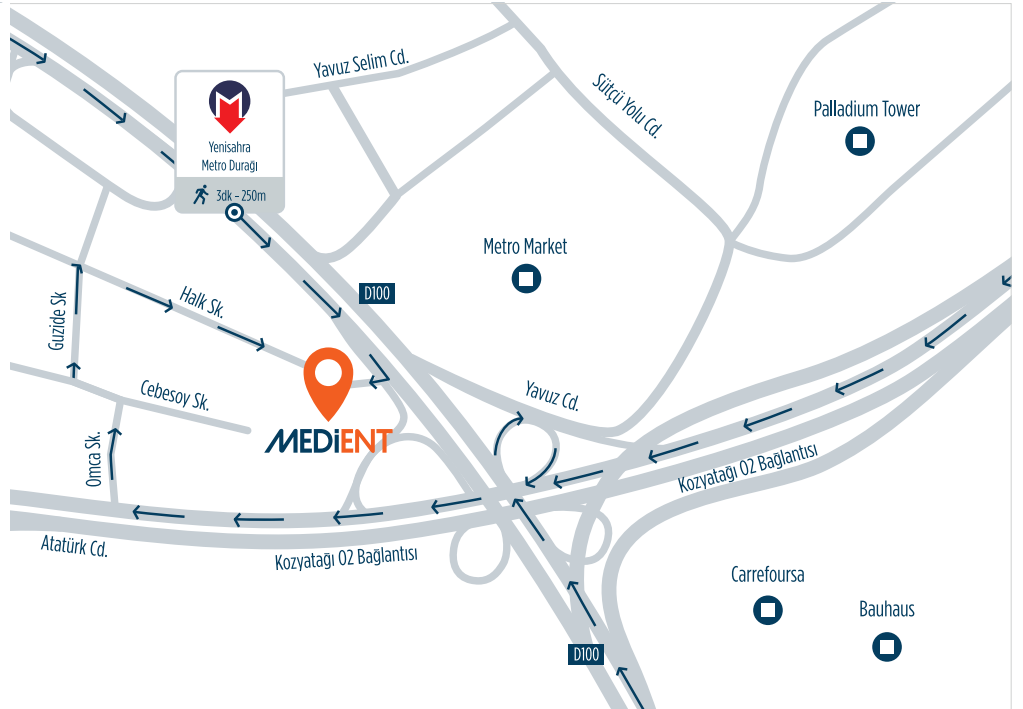 Yavuz Selim Cd.
Sütçü Yolu Cd.
Palladium Tower
M
Yenisahra
Metro Durağı
3dk - 250m
Metro Market
D100
Halk Sk.
Guzide Sk
Cebesoy Sk.
Yavuz Cd.
MEDiENT
Omca Sk.
Kozyatağı O2 Bağlantısı
Atatürk Cd.
Kozyatağı O2 Bağlantısı
Carrefoursa
Bauhaus
D100